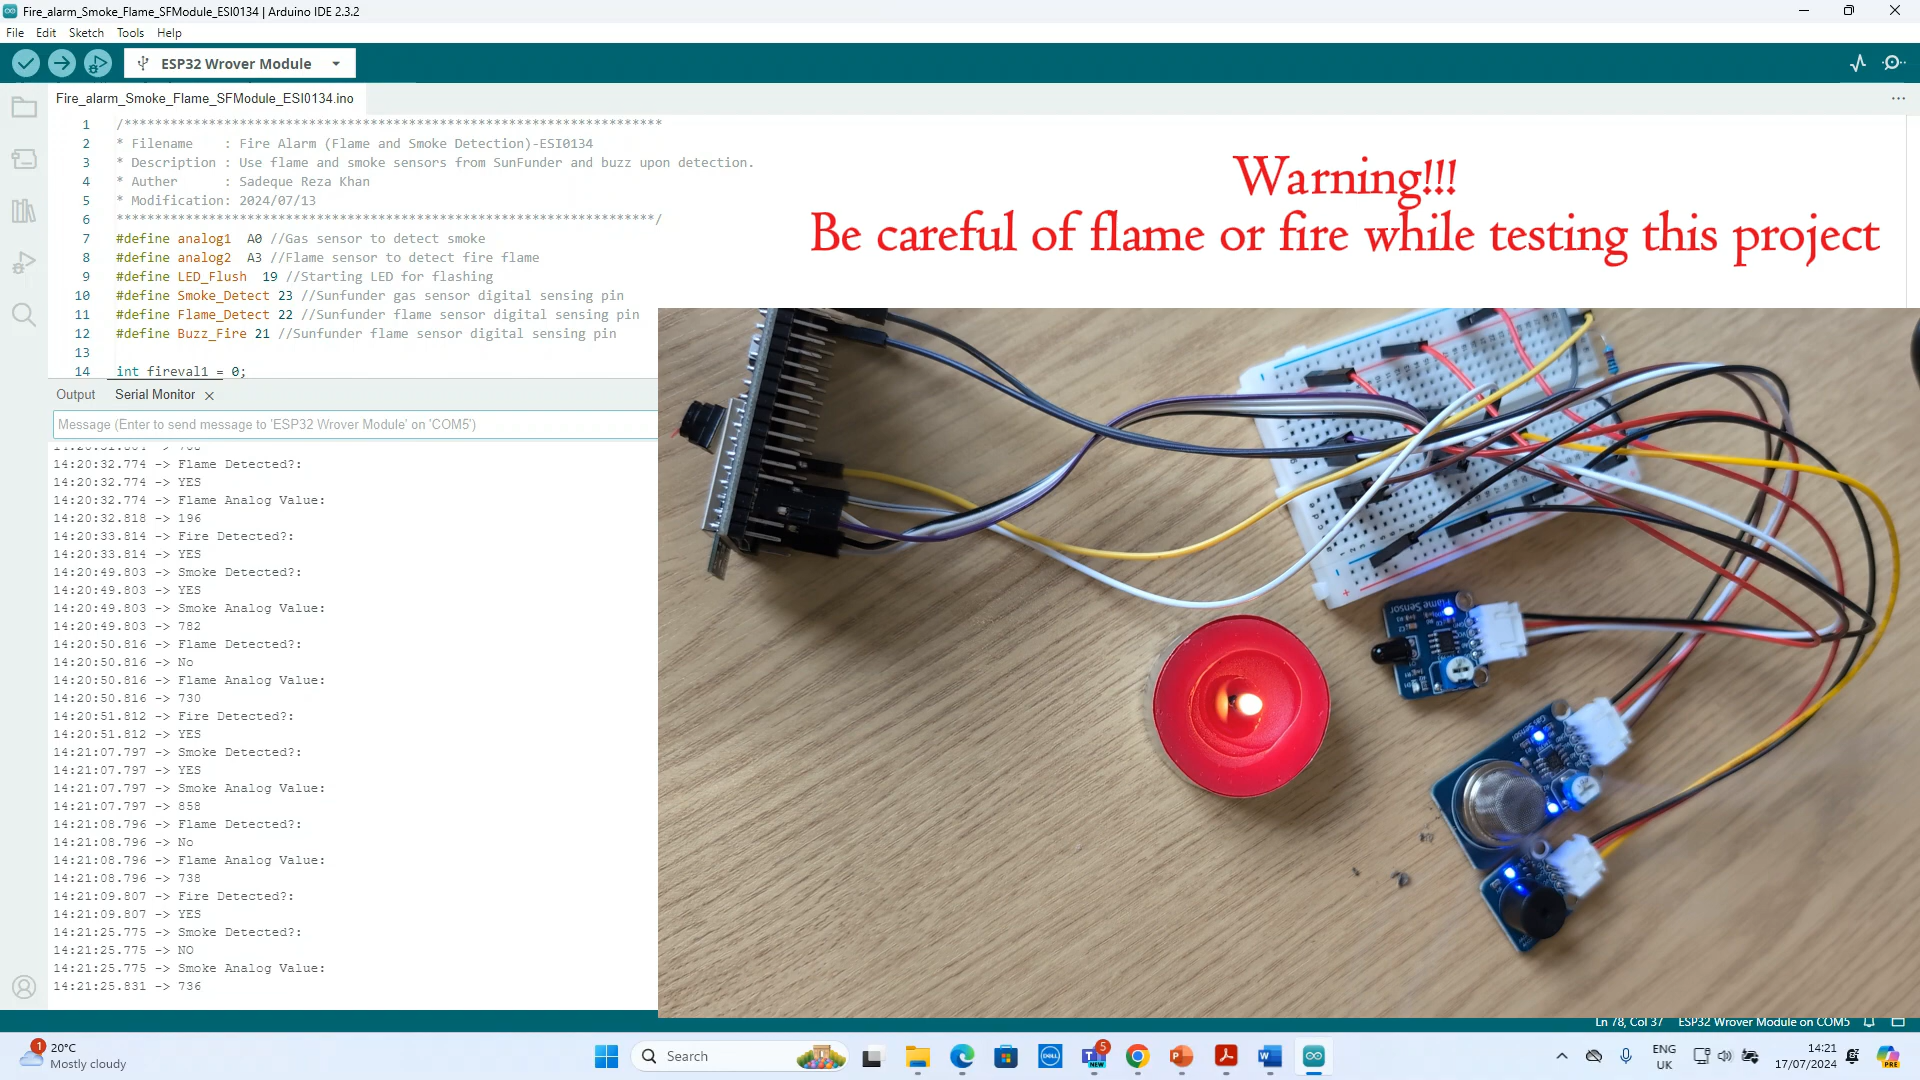 Fire_alarm_Smoke_Flame_SFModule_ESI0134 | Arduino IDE 2.3.2
File Edit Sketch Tools Help
ESP32 Wrover Module
Fire_alarm_Smoke_Flame_SFModule_ESI0134.ino
1 /**********************************************************************
2 * Filename    : Fire Alarm (Flame and Smoke Detection)-ESI0134
3 * Description : Use flame and smoke sensors from SunFunder and buzz upon detection.
4 * Auther      : Sadeque Reza Khan
5 * Modification: 2024/07/13
6 **********************************************************************/
7 #define analog1  A0 //Gas sensor to detect smoke
8 #define analog2  A3 //Flame sensor to detect fire flame
9 #define LED_Flush  19 //Starting LED for flashing
10 #define Smoke_Detect 23 //Sunfunder gas sensor digital sensing pin
11 #define Flame_Detect 22 //Sunfunder flame sensor digital sensing pin
12 #define Buzz_Fire 21 //Sunfunder flame sensor digital sensing pin
13
14 int fireval1 = 0;
Warning!!!
Be careful of flame or fire while testing this project
Output Serial Monitor
Message (Enter to send message to 'ESP32 Wrover Module' on 'COM5')
14:20:32.774 -> Flame Detected?:
14:20:32.774 -> YES
14:20:32.774 -> Flame Analog Value:
14:20:32.818 -> 196
14:20:33.814 -> Fire Detected?:
14:20:33.814 -> YES
14:20:49.803 -> Smoke Detected?:
14:20:49.803 -> YES
14:20:49.803 -> Smoke Analog Value:
14:20:49.803 -> 782
14:20:50.816 -> Flame Detected?:
14:20:50.816 -> No
14:20:50.816 -> Flame Analog Value:
14:20:50.816 -> 730
14:20:51.812 -> Fire Detected?:
14:20:51.812 -> YES
14:21:07.797 -> Smoke Detected?:
14:21:07.797 -> YES
14:21:07.797 -> Smoke Analog Value:
14:21:07.797 -> 858
14:21:08.796 -> Flame Detected?:
14:21:08.796 -> No
14:21:08.796 -> Flame Analog Value:
14:21:08.796 -> 738
14:21:09.807 -> Fire Detected?:
14:21:09.807 -> YES
14:21:25.775 -> Smoke Detected?:
14:21:25.775 -> NO
14:21:25.775 -> Smoke Analog Value:
14:21:25.831 -> 736
Flame Sensor
Gas Sensor
Ln 78, Col 37 ESP32 Wrover Module on COM5
1
20°C
Mostly cloudy
Search
DELL
5
NEW
ENG
UK
14:21
17/07/2024
PRE